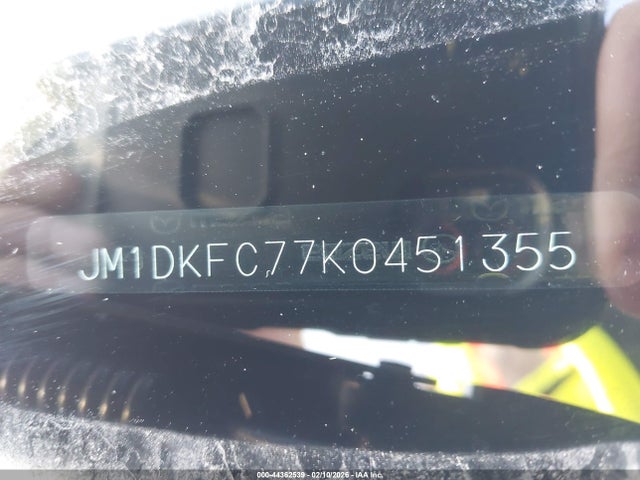 JM1DKFC77K0451355
000-44362539 - 02/10/2026 - IAA Inc.